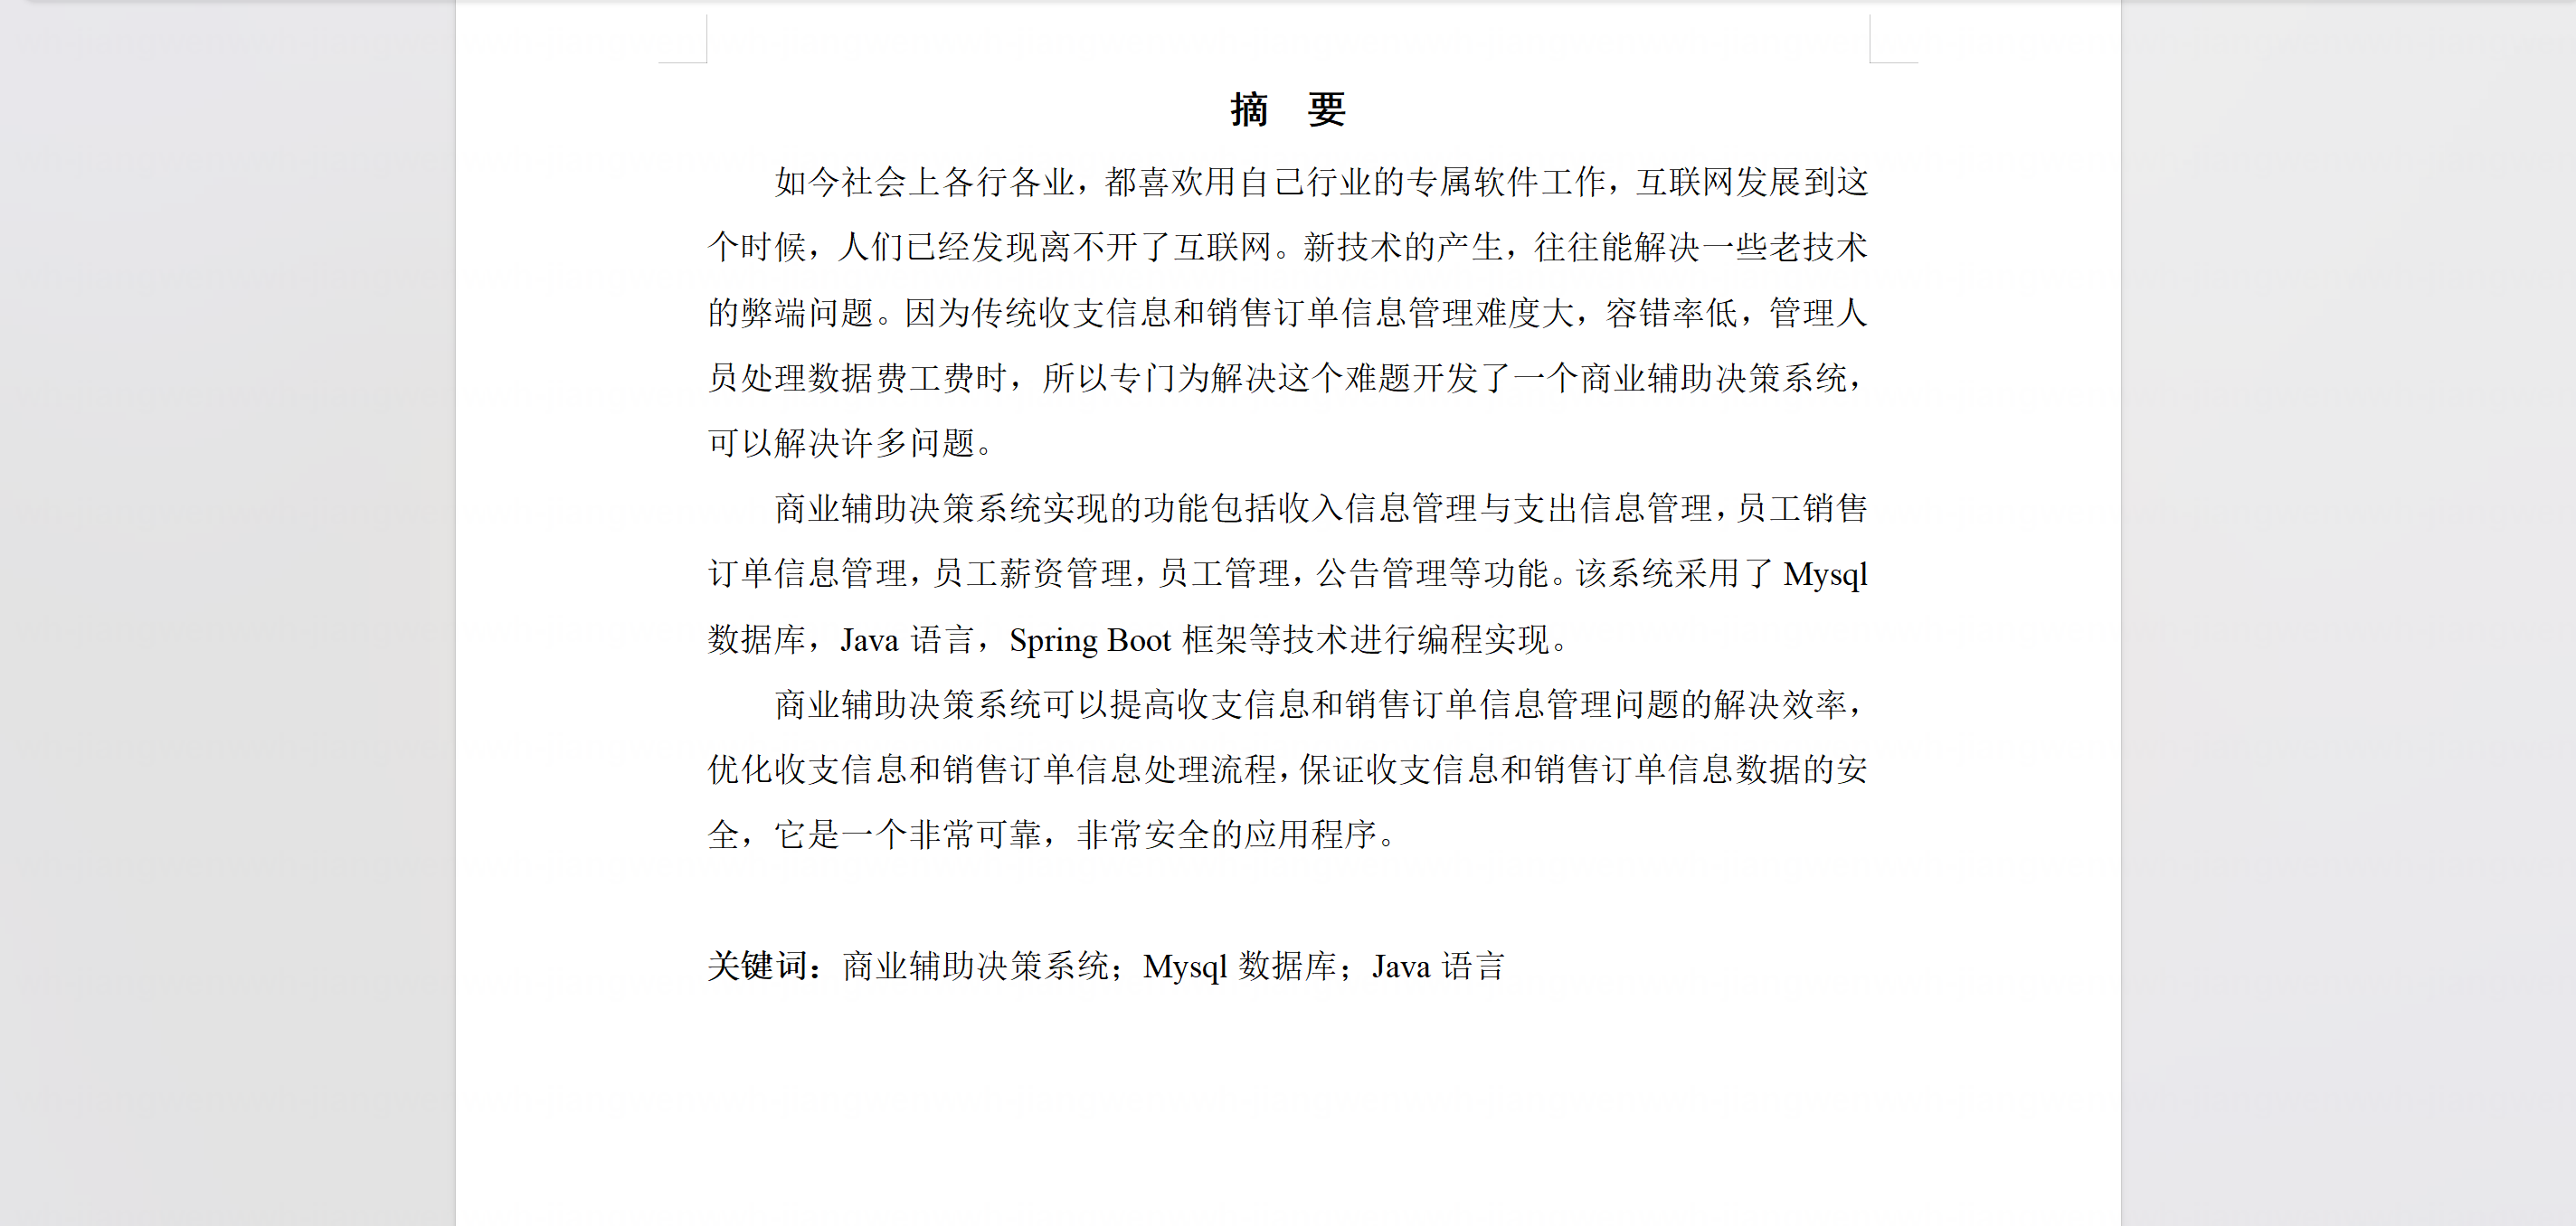 摘 要
如今社会上各行各业，都喜欢用自己行业的专属软件工作，互联网发展到这
个时候，人们已经发现离不开了互联网。新技术的产生，往往能解决一些老技术
的弊端问题。因为传统收支信息和销售订单信息管理难度大，容错率低，管理人
员处理数据费工费时，所以专门为解决这个难题开发了一个商业辅助决策系统，
可以解决许多问题。
商业辅助决策系统实现的功能包括收入信息管理与支出信息管理，员工销售
订单信息管理，员工薪资管理，员工管理，公告管理等功能。该系统采用了 Mysql
数据库，Java 语言，Spring Boot 框架等技术进行编程实现。
商业辅助决策系统可以提高收支信息和销售订单信息管理问题的解决效率，
优化收支信息和销售订单信息处理流程，保证收支信息和销售订单信息数据的安
全，它是一个非常可靠，非常安全的应用程序。
关键词：商业辅助决策系统；Mysql 数据库；Java 语言